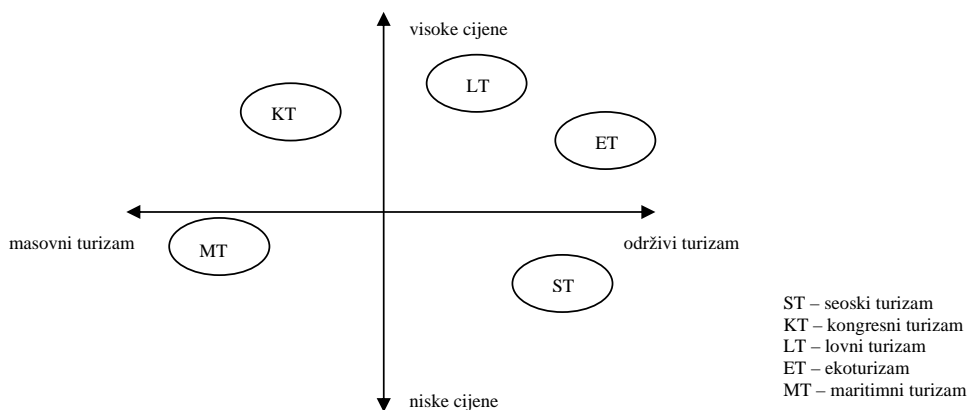 visoke cijene
LT
KT
ET
masovni turizam
MT
održivi turizam
ST
ST – seoski turizam
KT – kongresni turizam
LT – lovni turizam
ET – ekoturizam
MT – maritimni turizam
niske cijene